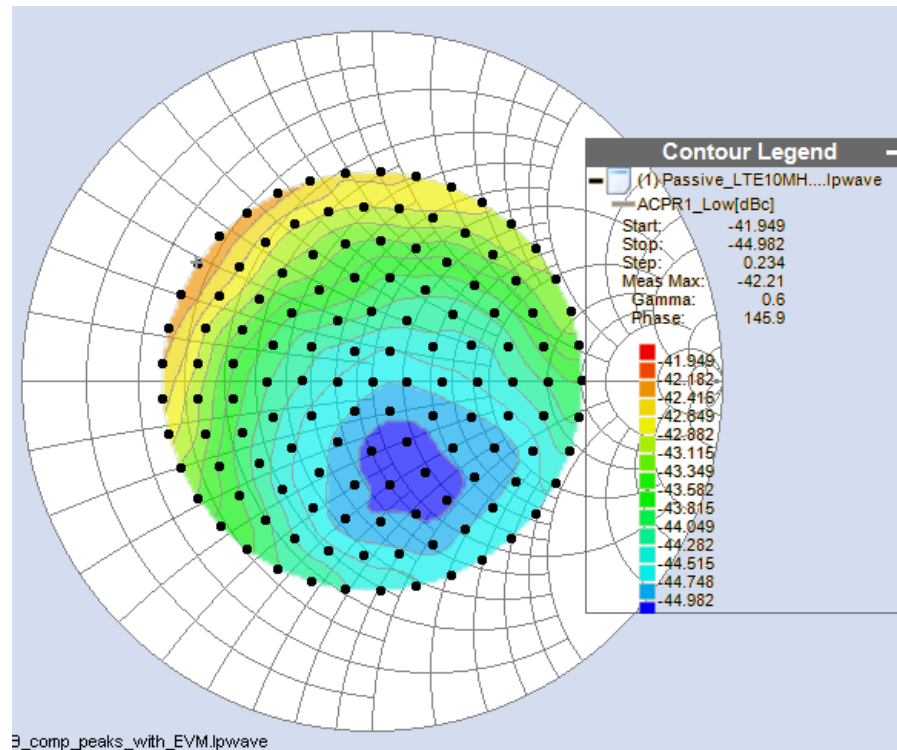 Contour Legend
(1) Passive_LTE10MH....lpwave
ACPR1_Low[dBc]
Start: -41.949
Stop: -44.982
Step: 0.234
Meas Max: -42.21
Gamma: 0.6
Phase: 145.9
-41.949
-42.182
-42.416
-42.649
-42.882
-43.115
-43.349
-43.582
-43.815
-44.049
-44.282
-44.515
-44.748
-44.982
B_comp_peaks_with_EVM.lpwave